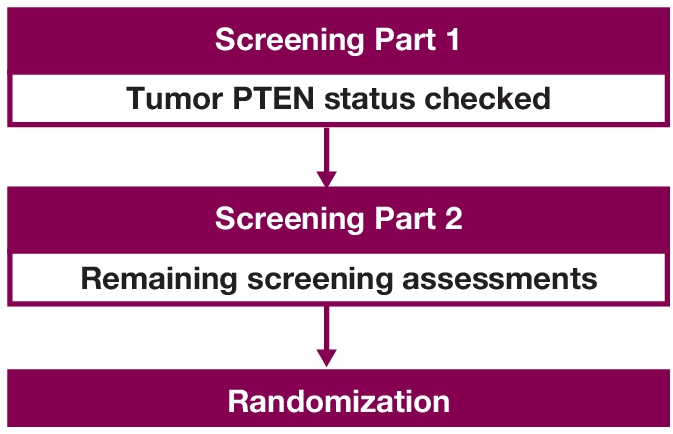 Screening Part 1
Tumor PTEN status checked
Screening Part 2
Remaining screening assessments
Randomization